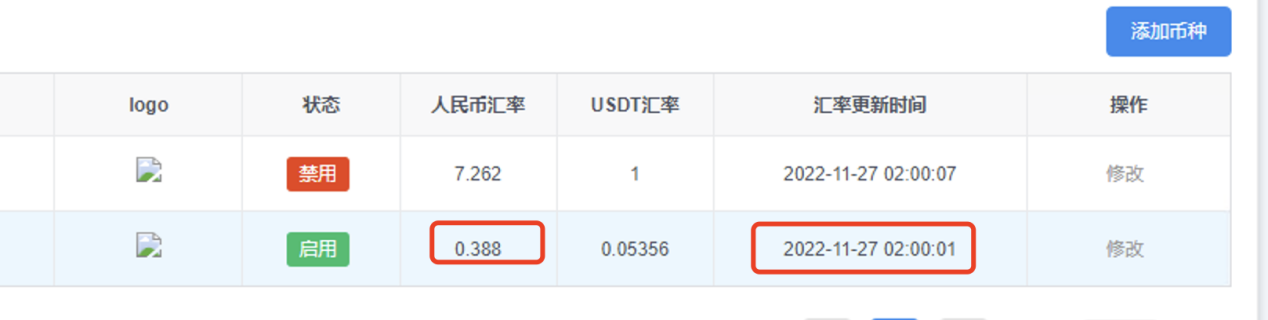 添加币种
logo 状态 人民币汇率 USDT汇率 汇率更新时间 操作
禁用 7.262 1 2022-11-27 02:00:07 修改
启用 0.388 0.05356 2022-11-27 02:00:01 修改